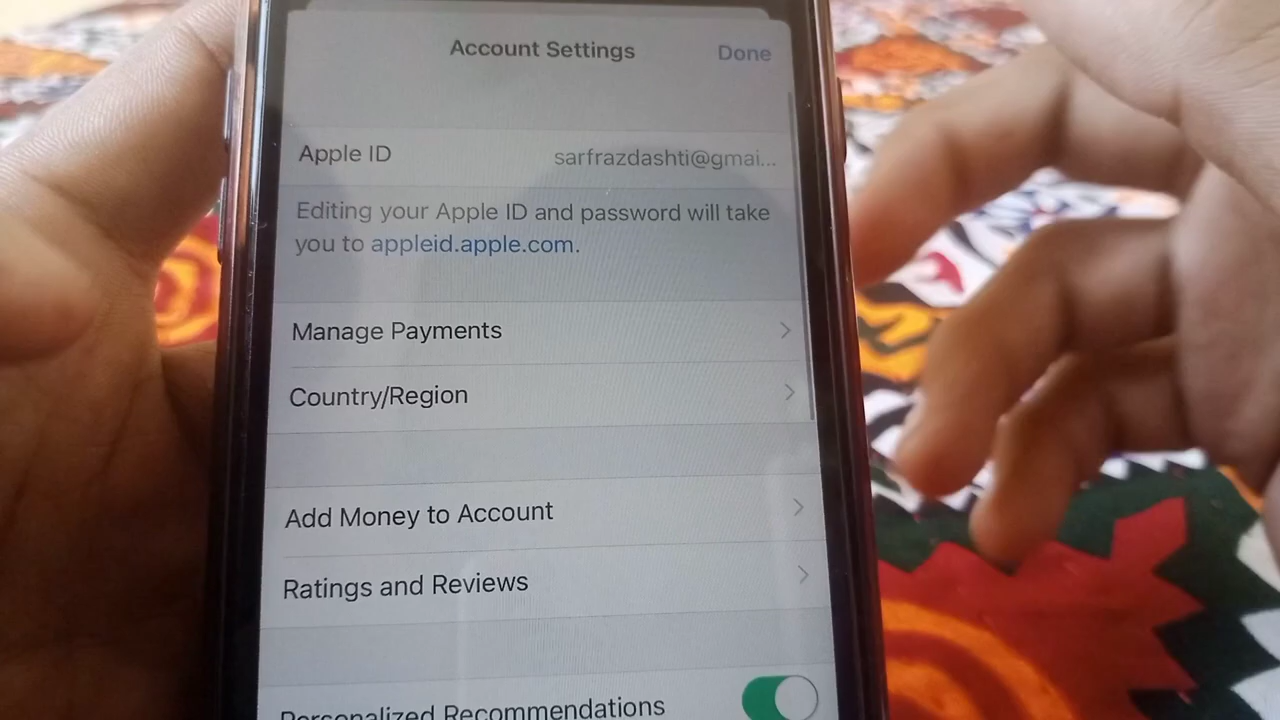 Account Settings
Done
Apple ID
sarfrazdashti@gmai...
Editing your Apple ID and password will take
you to appleid.apple.com.
Manage Payments
Country/Region
Add Money to Account
Ratings and Reviews
Personalized Recommendations